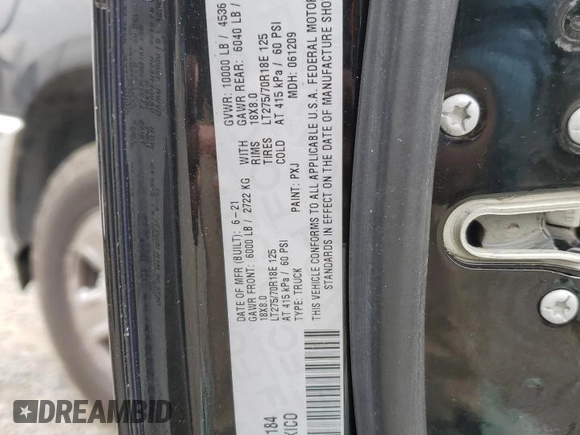 DATE OF MFR (BUILT): 6-21 GVWR: 10000 LB / 4536
GAWR FRONT: 6000 LB / 2722 KG WITH GAWR REAR: 6040 LB /
18X8.0 RIMS 18X8.0
LT275/70R18E 125 TIRES LT275/70R18E 125
AT 415 kPa / 60 PSI COLD AT 415 kPa / 60 PSI
TYPE: TRUCK PAINT: PXJ MDH: 061209
THIS VEHICLE CONFORMS TO ALL APPLICABLE U.S.A. FEDERAL MOTOR
STANDARDS IN EFFECT ON THE DATE OF MANUFACTURE SHO
184
XICO
DREAMBID